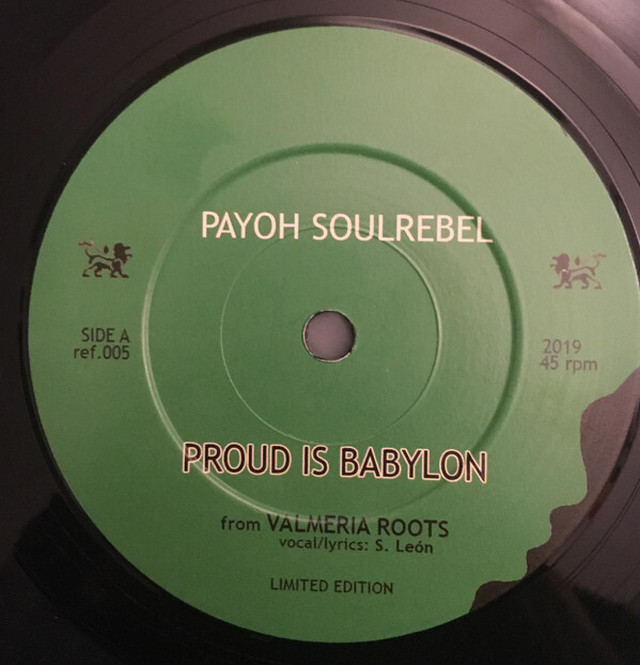 PAYOH SOULREBEL
SIDE A
ref.005
2019
45 rpm
PROUD IS BABYLON
from VALMERIA ROOTS
vocal/lyrics: S. León
LIMITED EDITION